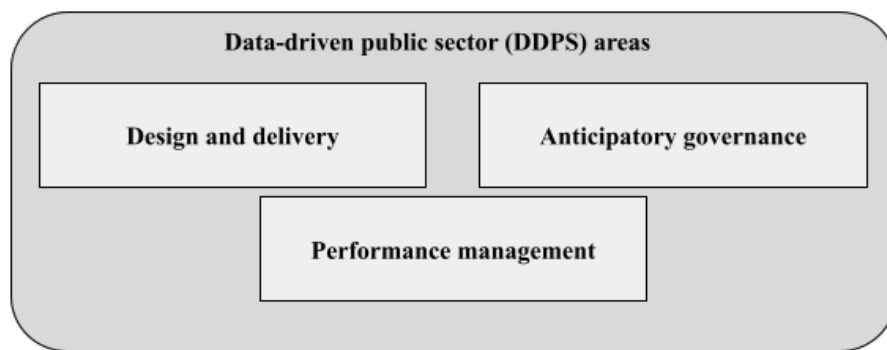 Data-driven public sector (DDPS) areas
Design and delivery
Anticipatory governance
Performance management